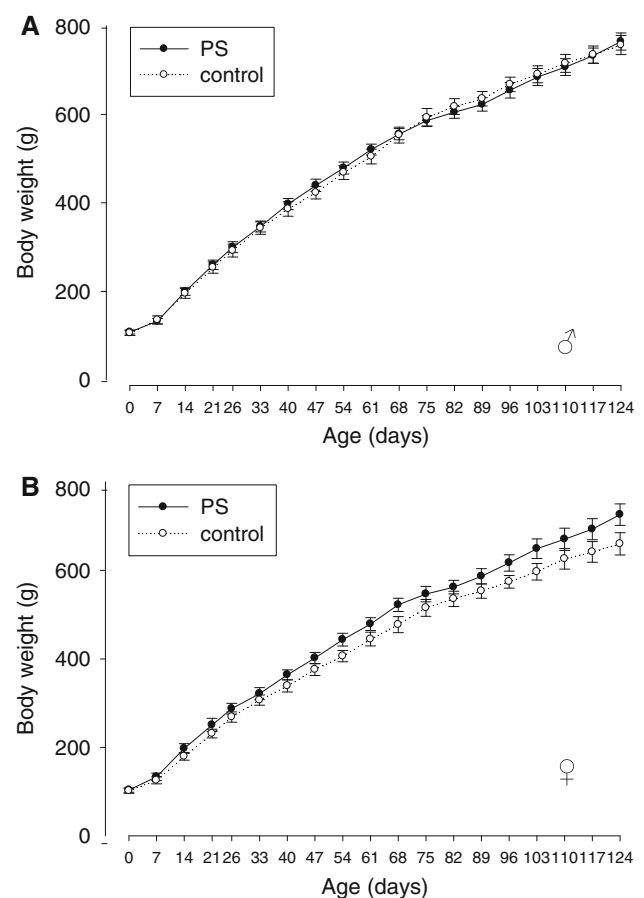 A
800
600
400
200
0
Body weight (g)
PS
control
♂
0 7 14 21 26 33 40 47 54 61 68 75 82 89 96 103 110 117 124
Age (days)
B
800
600
400
200
0
Body weight (g)
PS
control
♀
0 7 14 21 26 33 40 47 54 61 68 75 82 89 96 103 110 117 124
Age (days)